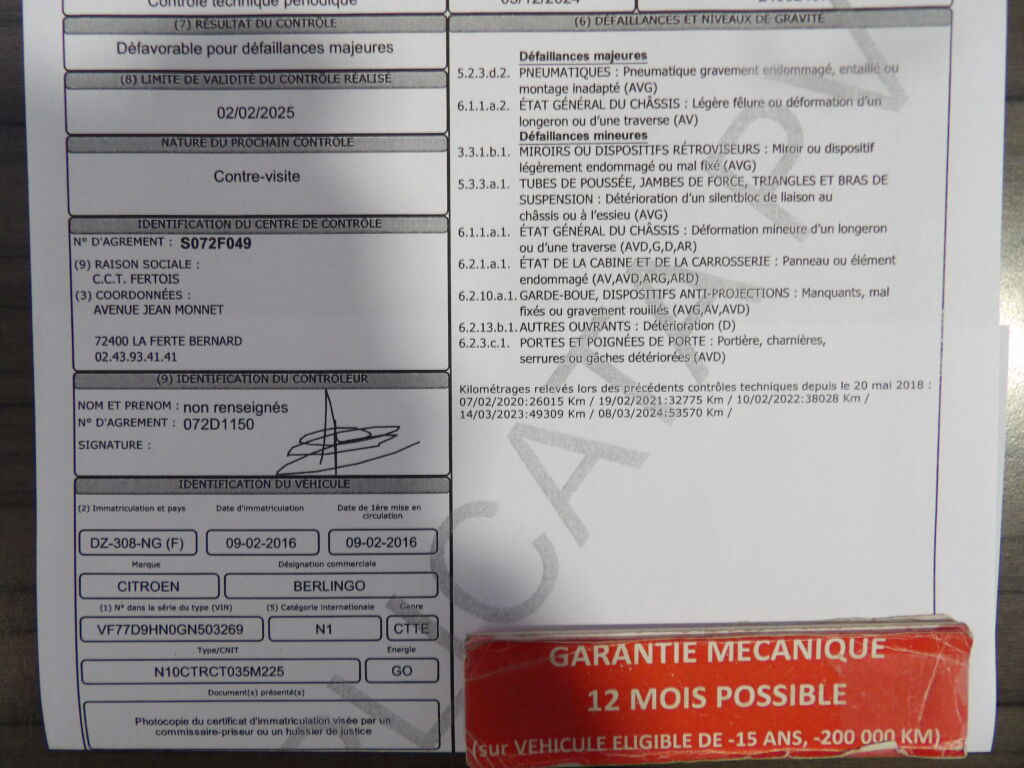 Contrôle technique périodique
(7) RÉSULTAT DU CONTRÔLE
Défavorable pour défaillances majeures
(8) LIMITE DE VALIDITÉ DU CONTRÔLE RÉALISÉ
02/02/2025
NATURE DU PROCHAIN CONTRÔLE
Contre-visite
IDENTIFICATION DU CENTRE DE CONTRÔLE
N° D'AGREMENT : S072F049
(9) RAISON SOCIALE :
C.C.T. FERTOIS
(3) COORDONNÉES :
AVENUE JEAN MONNET
72400 LA FERTE BERNARD
02.43.93.41.41
(9) IDENTIFICATION DU CONTRÔLEUR
NOM ET PRENOM : non renseignés
N° D'AGREMENT : 072D1150
SIGNATURE :
IDENTIFICATION DU VÉHICULE
(2) Immatriculation et pays Date d'immatriculation Date de 1ère mise en
circulation
DZ-308-NG (F) 09-02-2016 09-02-2016
Marque Désignation commerciale
CITROEN BERLINGO
(1) N° dans la série du type (VIN) (5) Catégorie internationale Genre
VF77D9HN0GN503269 N1 CTTE
Type/CNIT Energie
N10CTRCT035M225 GO
Document(s) présenté(s)
Photocopie du certificat d'immatriculation visée par un
commissaire-priseur ou un huissier de justice
(6) DÉFAILLANCES ET NIVEAUX DE GRAVITÉ
Défaillances majeures
5.2.3.d.2. PNEUMATIQUES : Pneumatique gravement endommagé, entaillé ou
montage inadapté (AVG)
6.1.1.a.2. ÉTAT GÉNÉRAL DU CHÂSSIS : Légère fêlure ou déformation d'un
longeron ou d'une traverse (AV)
Défaillances mineures
3.3.1.b.1. MIROIRS OU DISPOSITIFS RÉTROVISEURS : Miroir ou dispositif
légèrement endommagé ou mal fixé (AVG)
5.3.3.a.1. TUBES DE POUSSÉE, JAMBES DE FORCE, TRIANGLES ET BRAS DE
SUSPENSION : Détérioration d'un silentbloc de liaison au
châssis ou à l'essieu (AVG)
6.1.1.a.1. ÉTAT GÉNÉRAL DU CHÂSSIS : Déformation mineure d'un longeron
ou d'une traverse (AVD,G,D,AR)
6.2.1.a.1. ÉTAT DE LA CABINE ET DE LA CARROSSERIE : Panneau ou élément
endommagé (AV,AVD,ARG,ARD)
6.2.10.a.1. GARDE-BOUE, DISPOSITIFS ANTI-PROJECTIONS : Manquants, mal
fixés ou gravement rouillés (AVG,AV,AVD)
6.2.13.b.1. AUTRES OUVRANTS : Détérioration (D)
6.2.3.c.1. PORTES ET POIGNÉES DE PORTE : Portière, charnières,
serrures ou gâches détériorées (AVD)
Kilométrages relevés lors des précédents contrôles techniques depuis le 20 mai 2018 :
07/02/2020:26015 Km / 19/02/2021:32775 Km / 10/02/2022:38028 Km /
14/03/2023:49309 Km / 08/03/2024:53570 Km /
PLICATA PV
GARANTIE MECANIQUE
12 MOIS POSSIBLE
(sur VEHICULE ELIGIBLE DE -15 ANS, -200 000 KM)